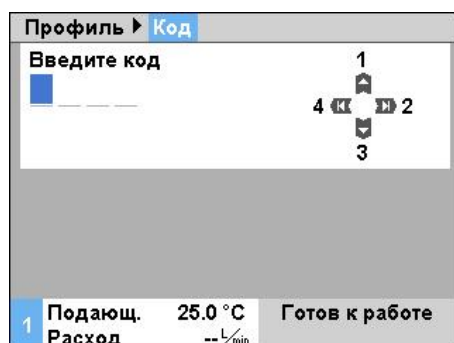 Профиль ▶ Код
Введите код
1
4 2
3
1 Подающ. 25.0 °C Готов к работе
Расход -- L/min